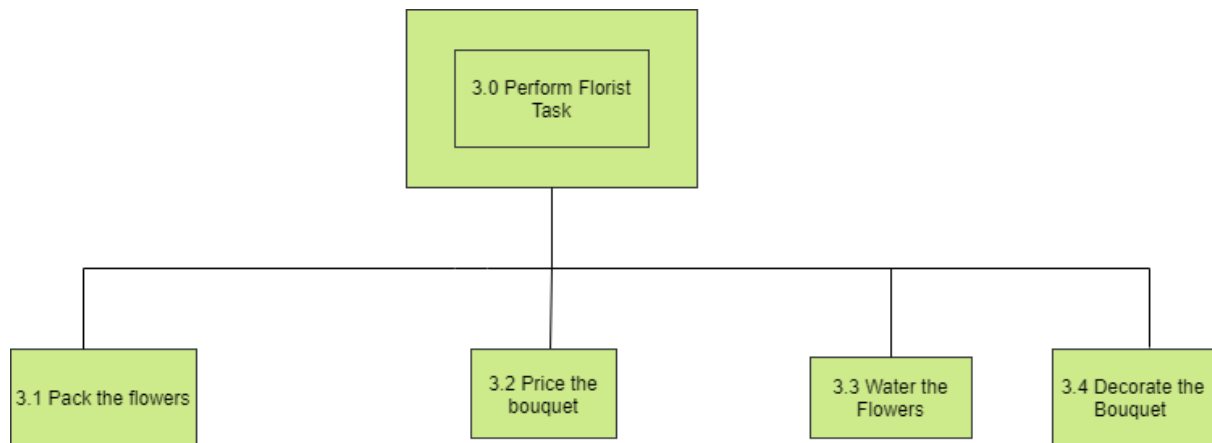 3.0 Perform Florist
Task
3.1 Pack the flowers
3.2 Price the
bouquet
3.3 Water the
Flowers
3.4 Decorate the
Bouquet